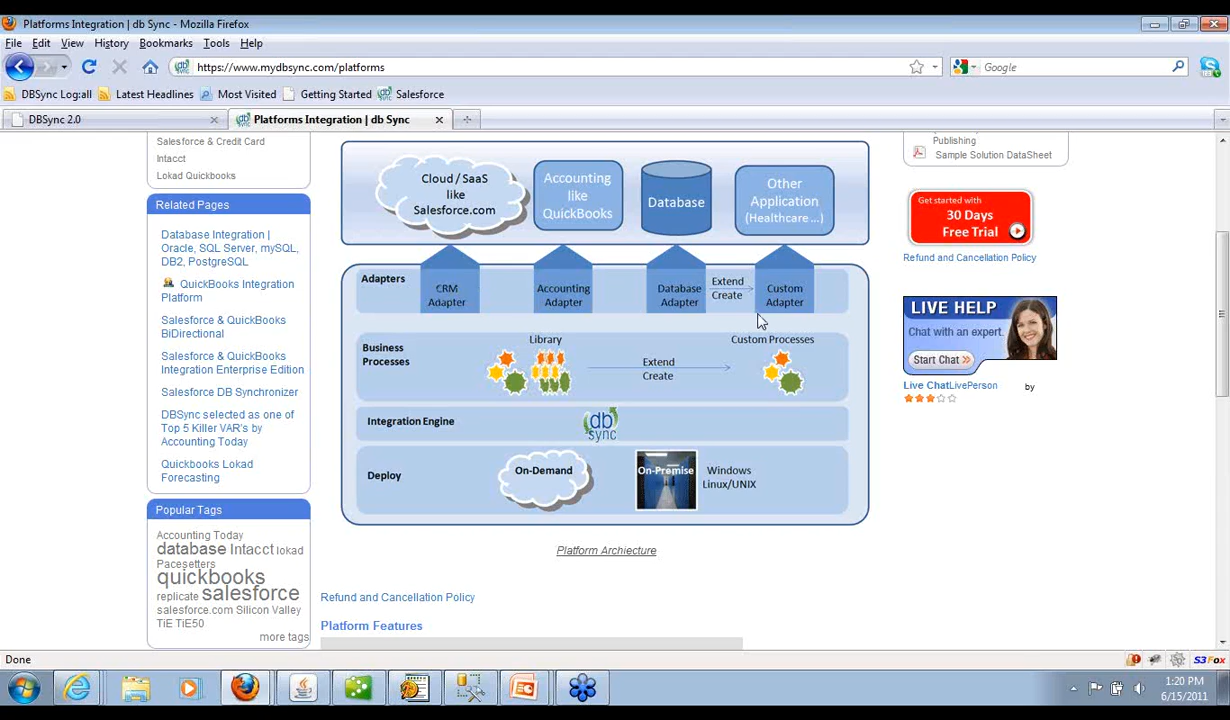 Platforms Integration | db Sync - Mozilla Firefox
File Edit View History Bookmarks Tools Help
https://www.mydbsync.com/platforms
Google
DBSync Log:all Latest Headlines Most Visited Getting Started Salesforce
DBSync 2.0
Platforms Integration | db Sync
Salesforce & Credit Card
Intacct
Lokad Quickbooks
Related Pages
Database Integration |
Oracle, SQL Server, mySQL,
DB2, PostgreSQL
QuickBooks Integration
Platform
Salesforce & QuickBooks
BiDirectional
Salesforce & QuickBooks
Integration Enterprise Edition
Salesforce DB Synchronizer
DBSync selected as one of
Top 5 Killer VAR's by
Accounting Today
Quickbooks Lokad
Forecasting
Popular Tags
Accounting Today
database Intacct lokad
Pacesetters
quickbooks
replicate salesforce
salesforce.com Silicon Valley
TiE TiE50
more tags
Cloud / SaaS
like
Salesforce.com
Accounting
like
QuickBooks
Database
Other
Application
(Healthcare ...)
Adapters
CRM
Adapter
Accounting
Adapter
Database
Adapter
Extend
Create
Custom
Adapter
Business
Processes
Library
Extend
Create
Custom Processes
Integration Engine
db
sync
Deploy
On-Demand
On-Premise
Windows
Linux/UNIX
Platform Archiecture
Refund and Cancellation Policy
Platform Features
Publishing
Sample Solution DataSheet
Get started with
30 Days
Free Trial
Refund and Cancellation Policy
LIVE HELP
Chat with an expert.
Start Chat »
Live ChatLivePerson by
Done
S3Fox
1:20 PM
6/15/2011